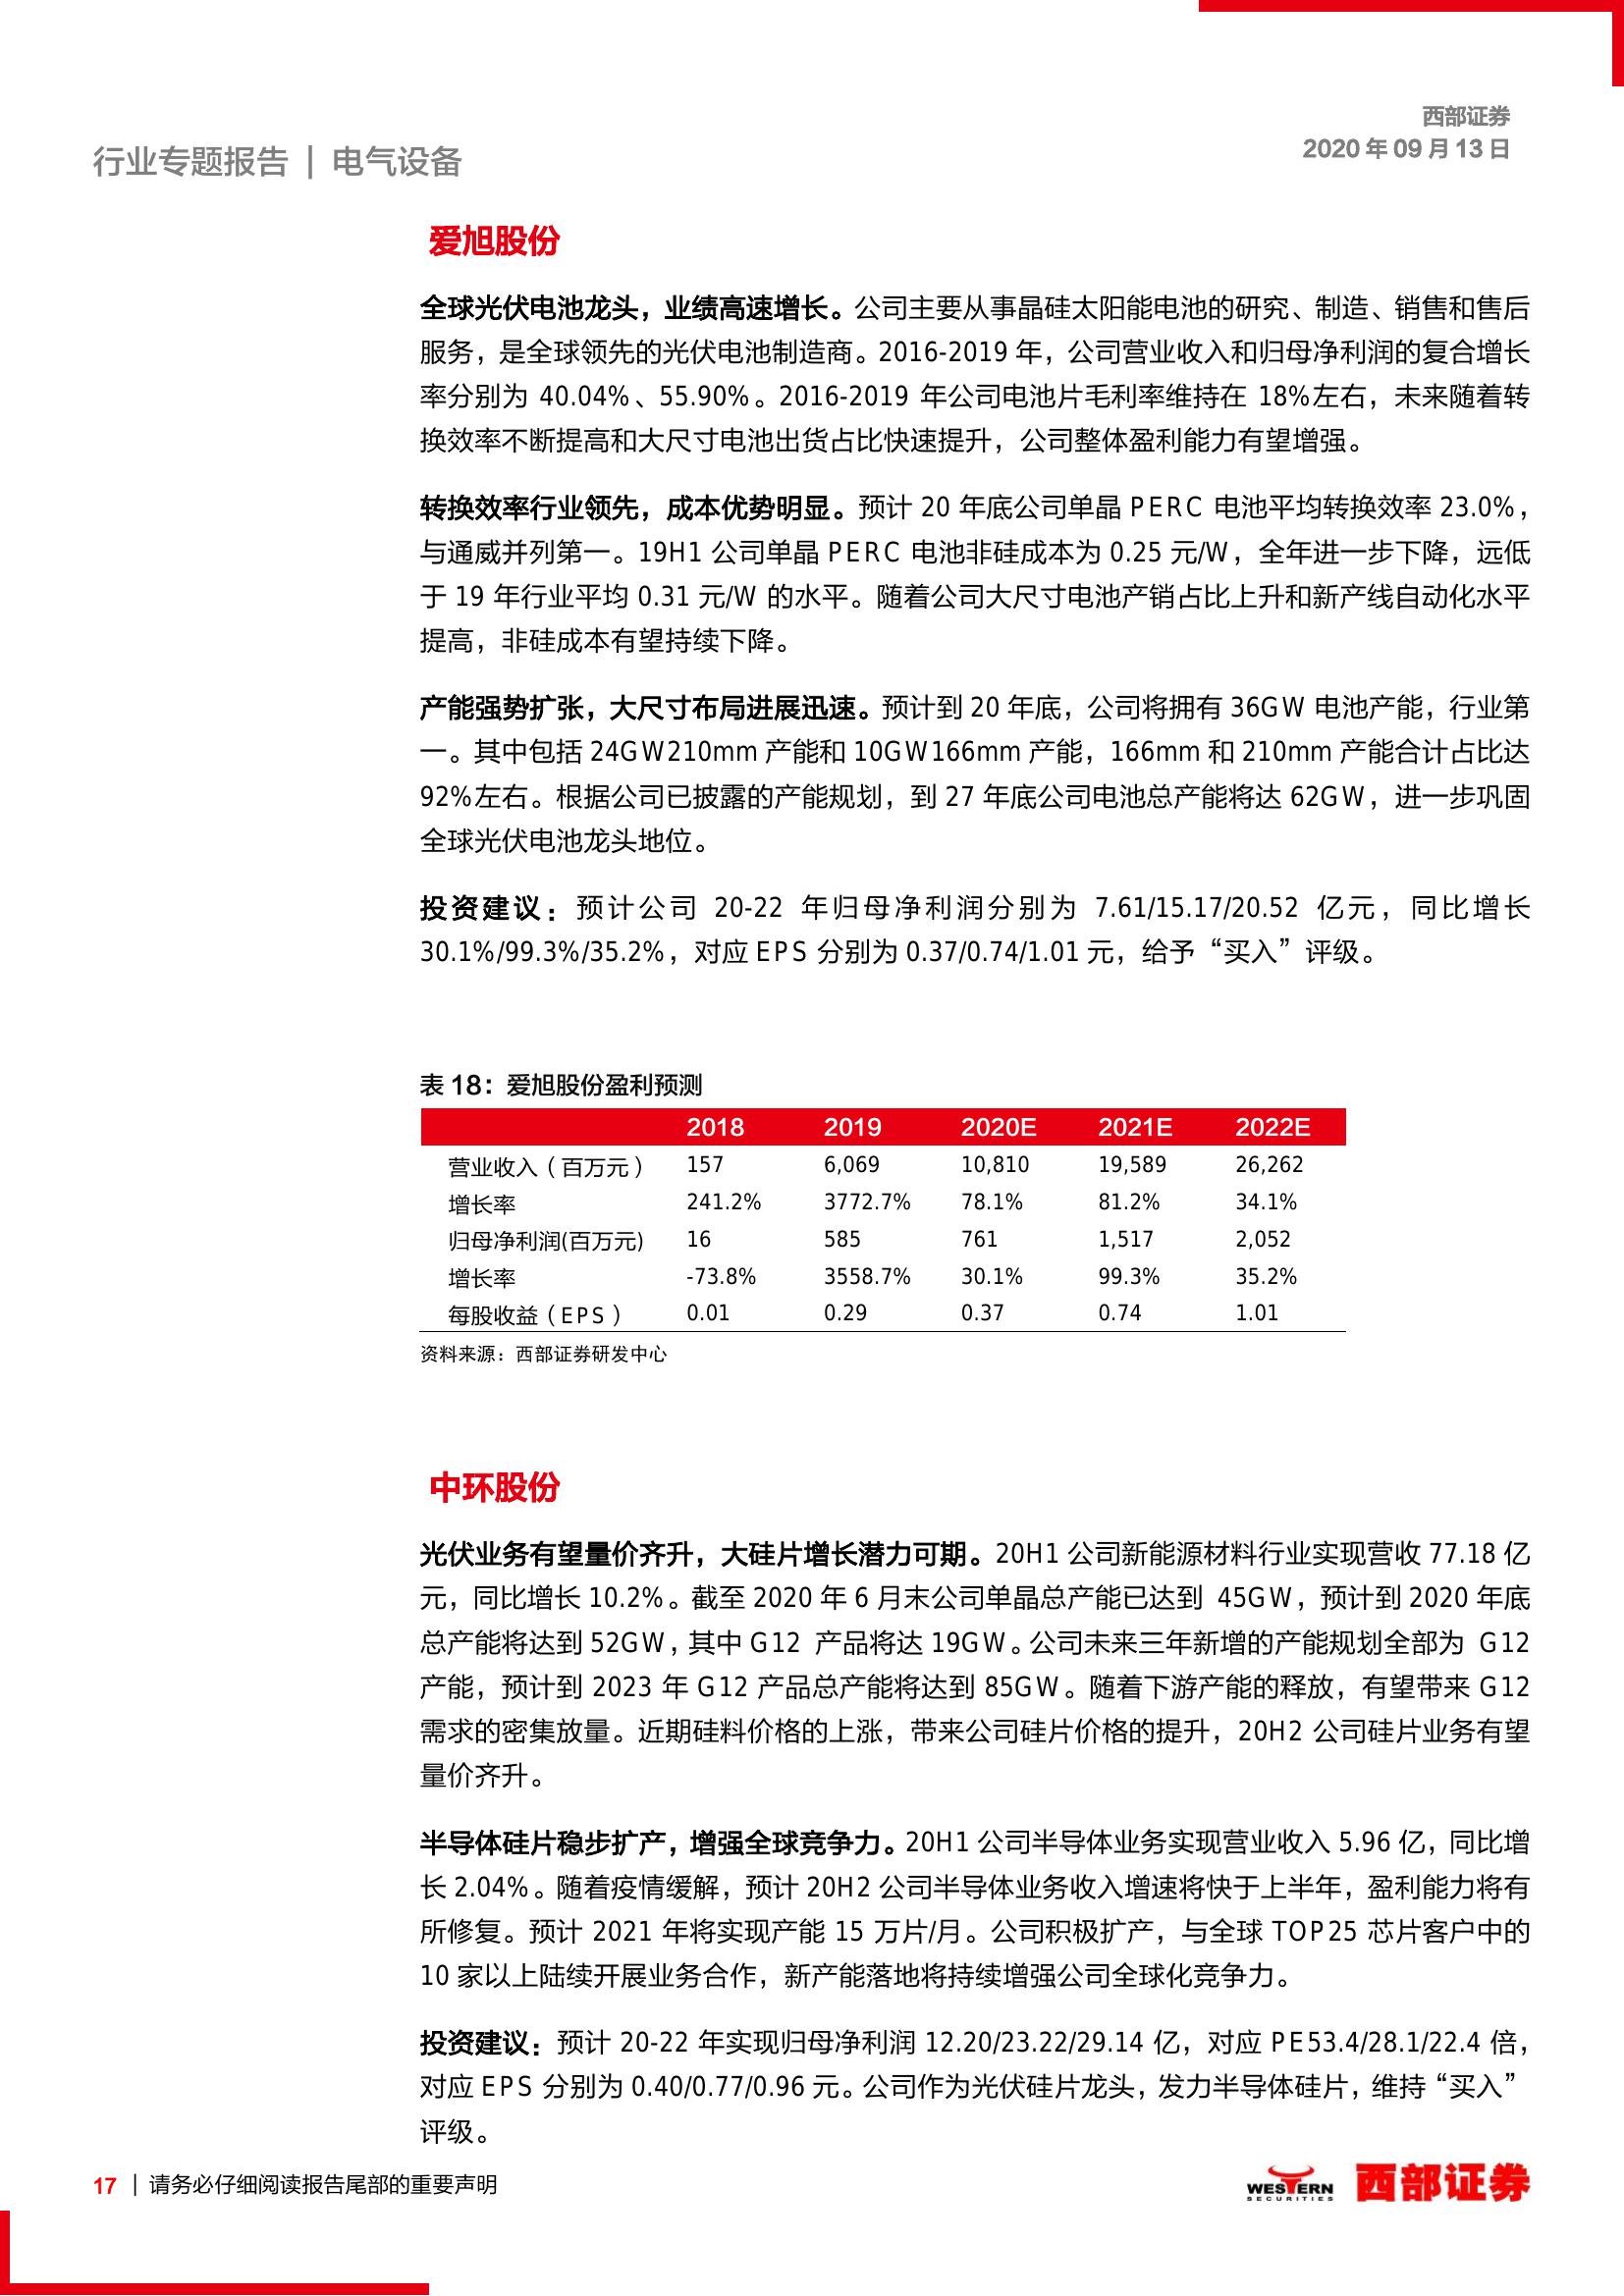 西部证券
2020 年 09 月 13 日
行业专题报告 | 电气设备
爱旭股份
全球光伏电池龙头，业绩高速增长。公司主要从事晶硅太阳能电池的研究、制造、销售和售后
服务，是全球领先的光伏电池制造商。2016-2019 年，公司营业收入和归母净利润的复合增长
率分别为 40.04%、55.90%。2016-2019 年公司电池片毛利率维持在 18%左右，未来随着转
换效率不断提高和大尺寸电池出货占比快速提升，公司整体盈利能力有望增强。
转换效率行业领先，成本优势明显。预计 20 年底公司单晶 PERC 电池平均转换效率 23.0%，
与通威并列第一。19H1 公司单晶 PERC 电池非硅成本为 0.25 元/W，全年进一步下降，远低
于 19 年行业平均 0.31 元/W 的水平。随着公司大尺寸电池产销占比上升和新产线自动化水平
提高，非硅成本有望持续下降。
产能强势扩张，大尺寸布局进展迅速。预计到 20 年底，公司将拥有 36GW 电池产能，行业第
一。其中包括 24GW210mm 产能和 10GW166mm 产能，166mm 和 210mm 产能合计占比达
92%左右。根据公司已披露的产能规划，到 27 年底公司电池总产能将达 62GW，进一步巩固
全球光伏电池龙头地位。
投资建议：预计公司 20-22 年归母净利润分别为 7.61/15.17/20.52 亿元，同比增长
30.1%/99.3%/35.2%，对应 EPS 分别为 0.37/0.74/1.01 元，给予“买入”评级。
表 18：爱旭股份盈利预测
2018 2019 2020E 2021E 2022E
营业收入（百万元） 157 6,069 10,810 19,589 26,262
增长率 241.2% 3772.7% 78.1% 81.2% 34.1%
归母净利润(百万元) 16 585 761 1,517 2,052
增长率 -73.8% 3558.7% 30.1% 99.3% 35.2%
每股收益（EPS） 0.01 0.29 0.37 0.74 1.01
资料来源：西部证券研发中心
中环股份
光伏业务有望量价齐升，大硅片增长潜力可期。20H1 公司新能源材料行业实现营收 77.18 亿
元，同比增长 10.2%。截至 2020 年 6 月末公司单晶总产能已达到 45GW，预计到 2020 年底
总产能将达到 52GW，其中 G12 产品将达 19GW。公司未来三年新增的产能规划全部为 G12
产能，预计到 2023 年 G12 产品总产能将达到 85GW。随着下游产能的释放，有望带来 G12
需求的密集放量。近期硅料价格的上涨，带来公司硅片价格的提升，20H2 公司硅片业务有望
量价齐升。
半导体硅片稳步扩产，增强全球竞争力。20H1 公司半导体业务实现营业收入 5.96 亿，同比增
长 2.04%。随着疫情缓解，预计 20H2 公司半导体业务收入增速将快于上半年，盈利能力将有
所修复。预计 2021 年将实现产能 15 万片/月。公司积极扩产，与全球 TOP25 芯片客户中的
10 家以上陆续开展业务合作，新产能落地将持续增强公司全球化竞争力。
投资建议：预计 20-22 年实现归母净利润 12.20/23.22/29.14 亿，对应 PE53.4/28.1/22.4 倍，
对应 EPS 分别为 0.40/0.77/0.96 元。公司作为光伏硅片龙头，发力半导体硅片，维持“买入”
评级。
17 | 请务必仔细阅读报告尾部的重要声明
WESTERN
SECURITIES
西部证券